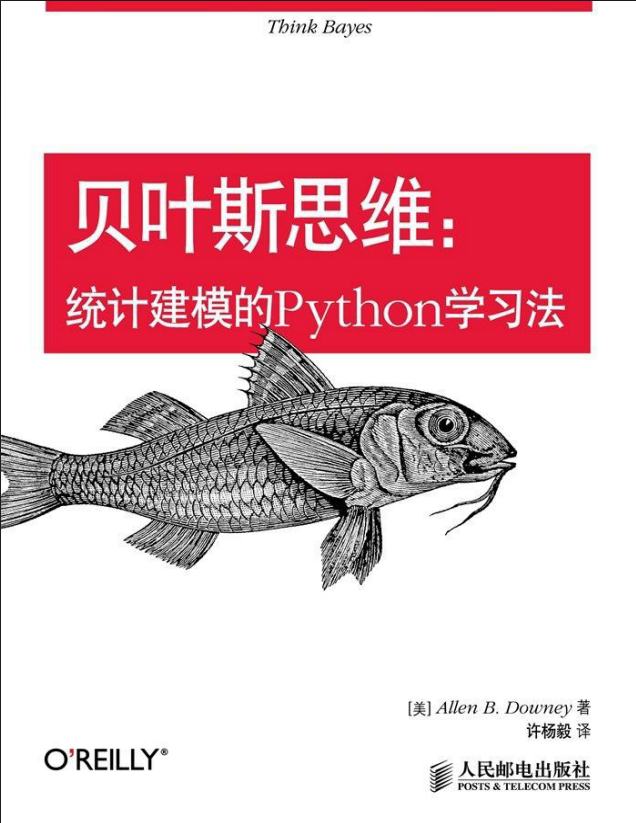 Think Bayes
贝叶斯思维：
统计建模的Python学习法
[美] Allen B. Downey 著
许杨毅 译
O'REILLY®
人民邮电出版社
POSTS & TELECOM PRESS